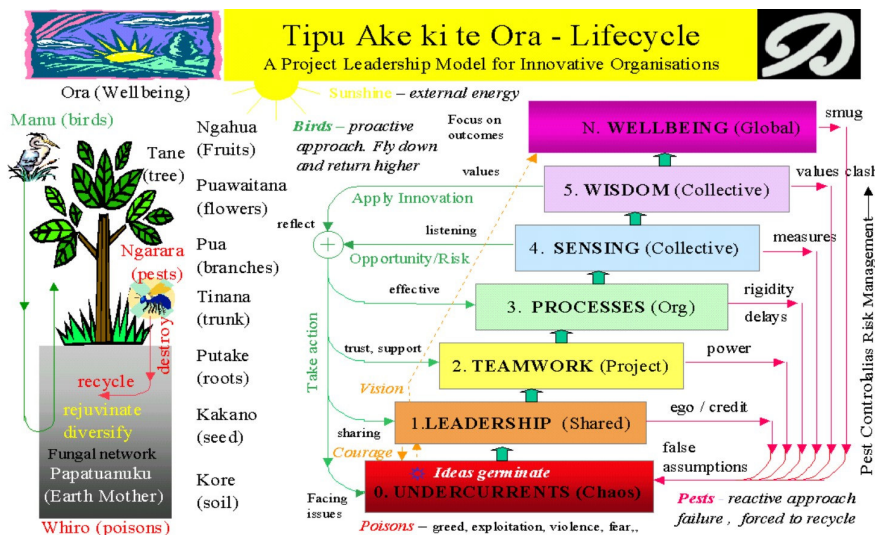 Tipu Ake ki te Ora - Lifecycle
A Project Leadership Model for Innovative Organisations
Ora (Wellbeing)
Sunshine – external energy
Manu (birds)
Tane
(tree)
Ngarara
(pests)
destroy
recycle
rejuvinate
diversify
Fungal network
Papatuanuku
(Earth Mother)
Whiro (poisons)
Ngahua
(Fruits)
Puawaitana
(flowers)
Pua
(branches)
Tinana
(trunk)
Putake
(roots)
Kakano
(seed)
Kore
(soil)
Birds – proactive
approach. Fly down
and return higher
Focus on
outcomes
N. WELLBEING (Global)
smug
values
5. WISDOM (Collective)
values clash
Apply Innovation
reflect
+
listening
4. SENSING (Collective)
measures
Opportunity/Risk
effective
3. PROCESSES (Org)
rigidity
delays
Take action
trust, support
2. TEAMWORK (Project)
power
Vision
sharing
1.LEADERSHIP (Shared)
ego / credit
Courage
false
assumptions
Ideas germinate
0. UNDERCURRENTS (Chaos)
Facing
issues
Poisons – greed, exploitation, violence, fear,,
Pests - reactive approach
failure , forced to recycle
Pest Controlalias Risk Management